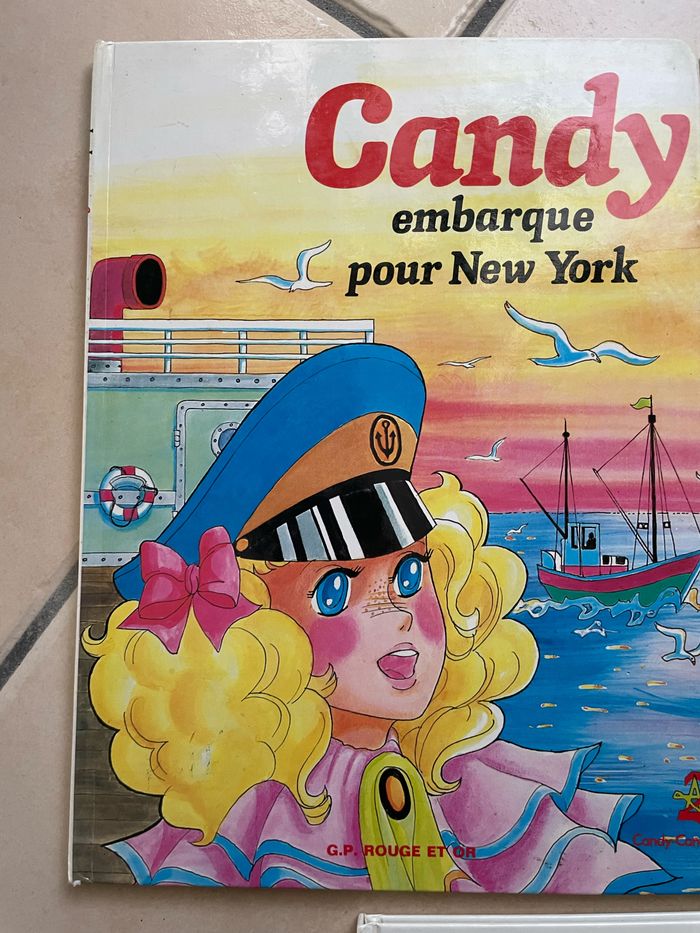 Candy
embarque
pour New York
G.P. ROUGE ET OR